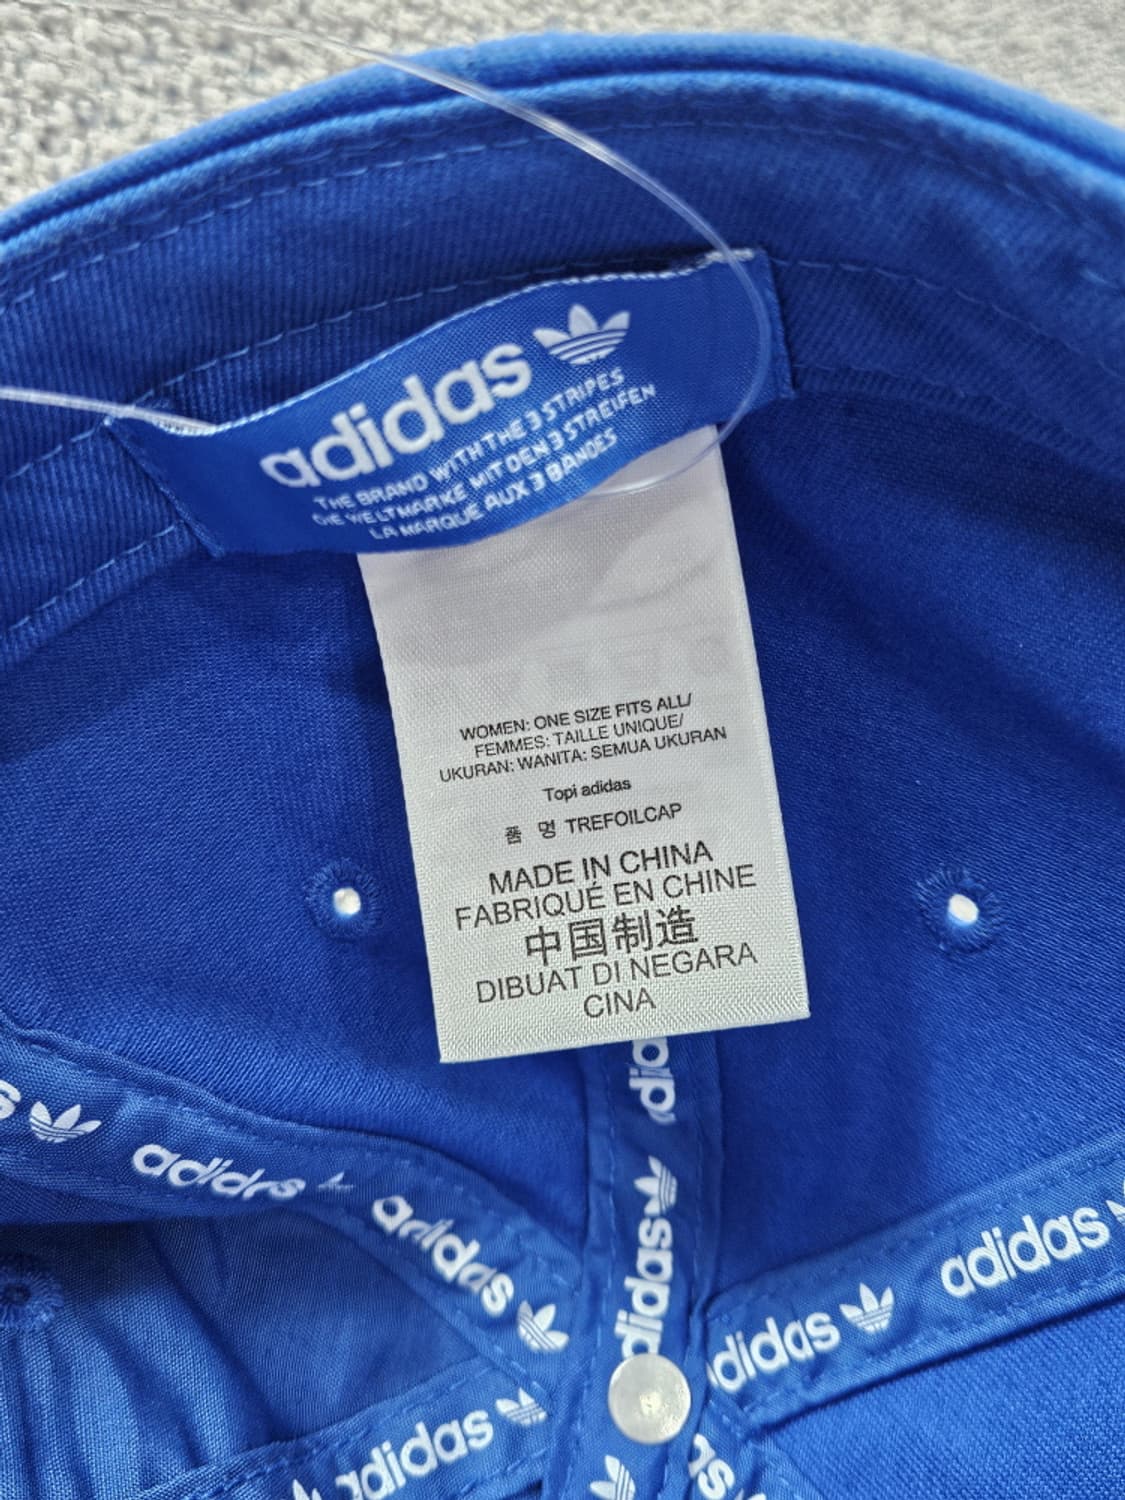 adidas
THE BRAND WITH THE 3 STRIPES
DIE WELTMARKE MIT DEN 3 STREIFEN
LA MARQUE AUX 3 BANDES
WOMEN: ONE SIZE FITS ALL/
FEMMES: TAILLE UNIQUE/
UKURAN: WANITA: SEMUA UKURAN
Topi adidas
품 명 TREFOILCAP
MADE IN CHINA
FABRIQUÉ EN CHINE
中国制造
DIBUAT DI NEGARA
CINA
adidas
adidas
adidas
adidas
adidas
adidas